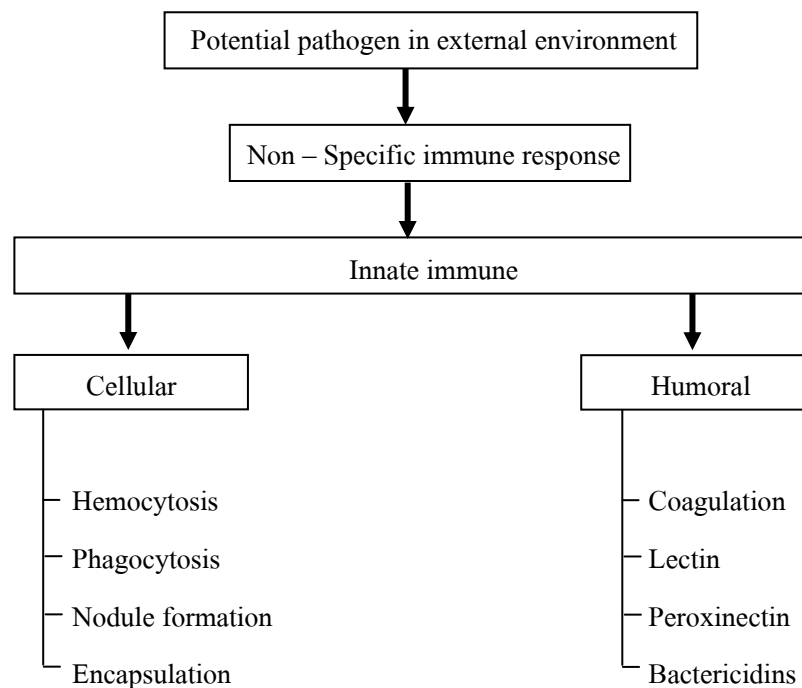 Potential pathogen in external environment
Non – Specific immune response
Innate immune
Cellular
Hemocytosis
Phagocytosis
Nodule formation
Encapsulation
Humoral
Coagulation
Lectin
Peroxinectin
Bactericidins